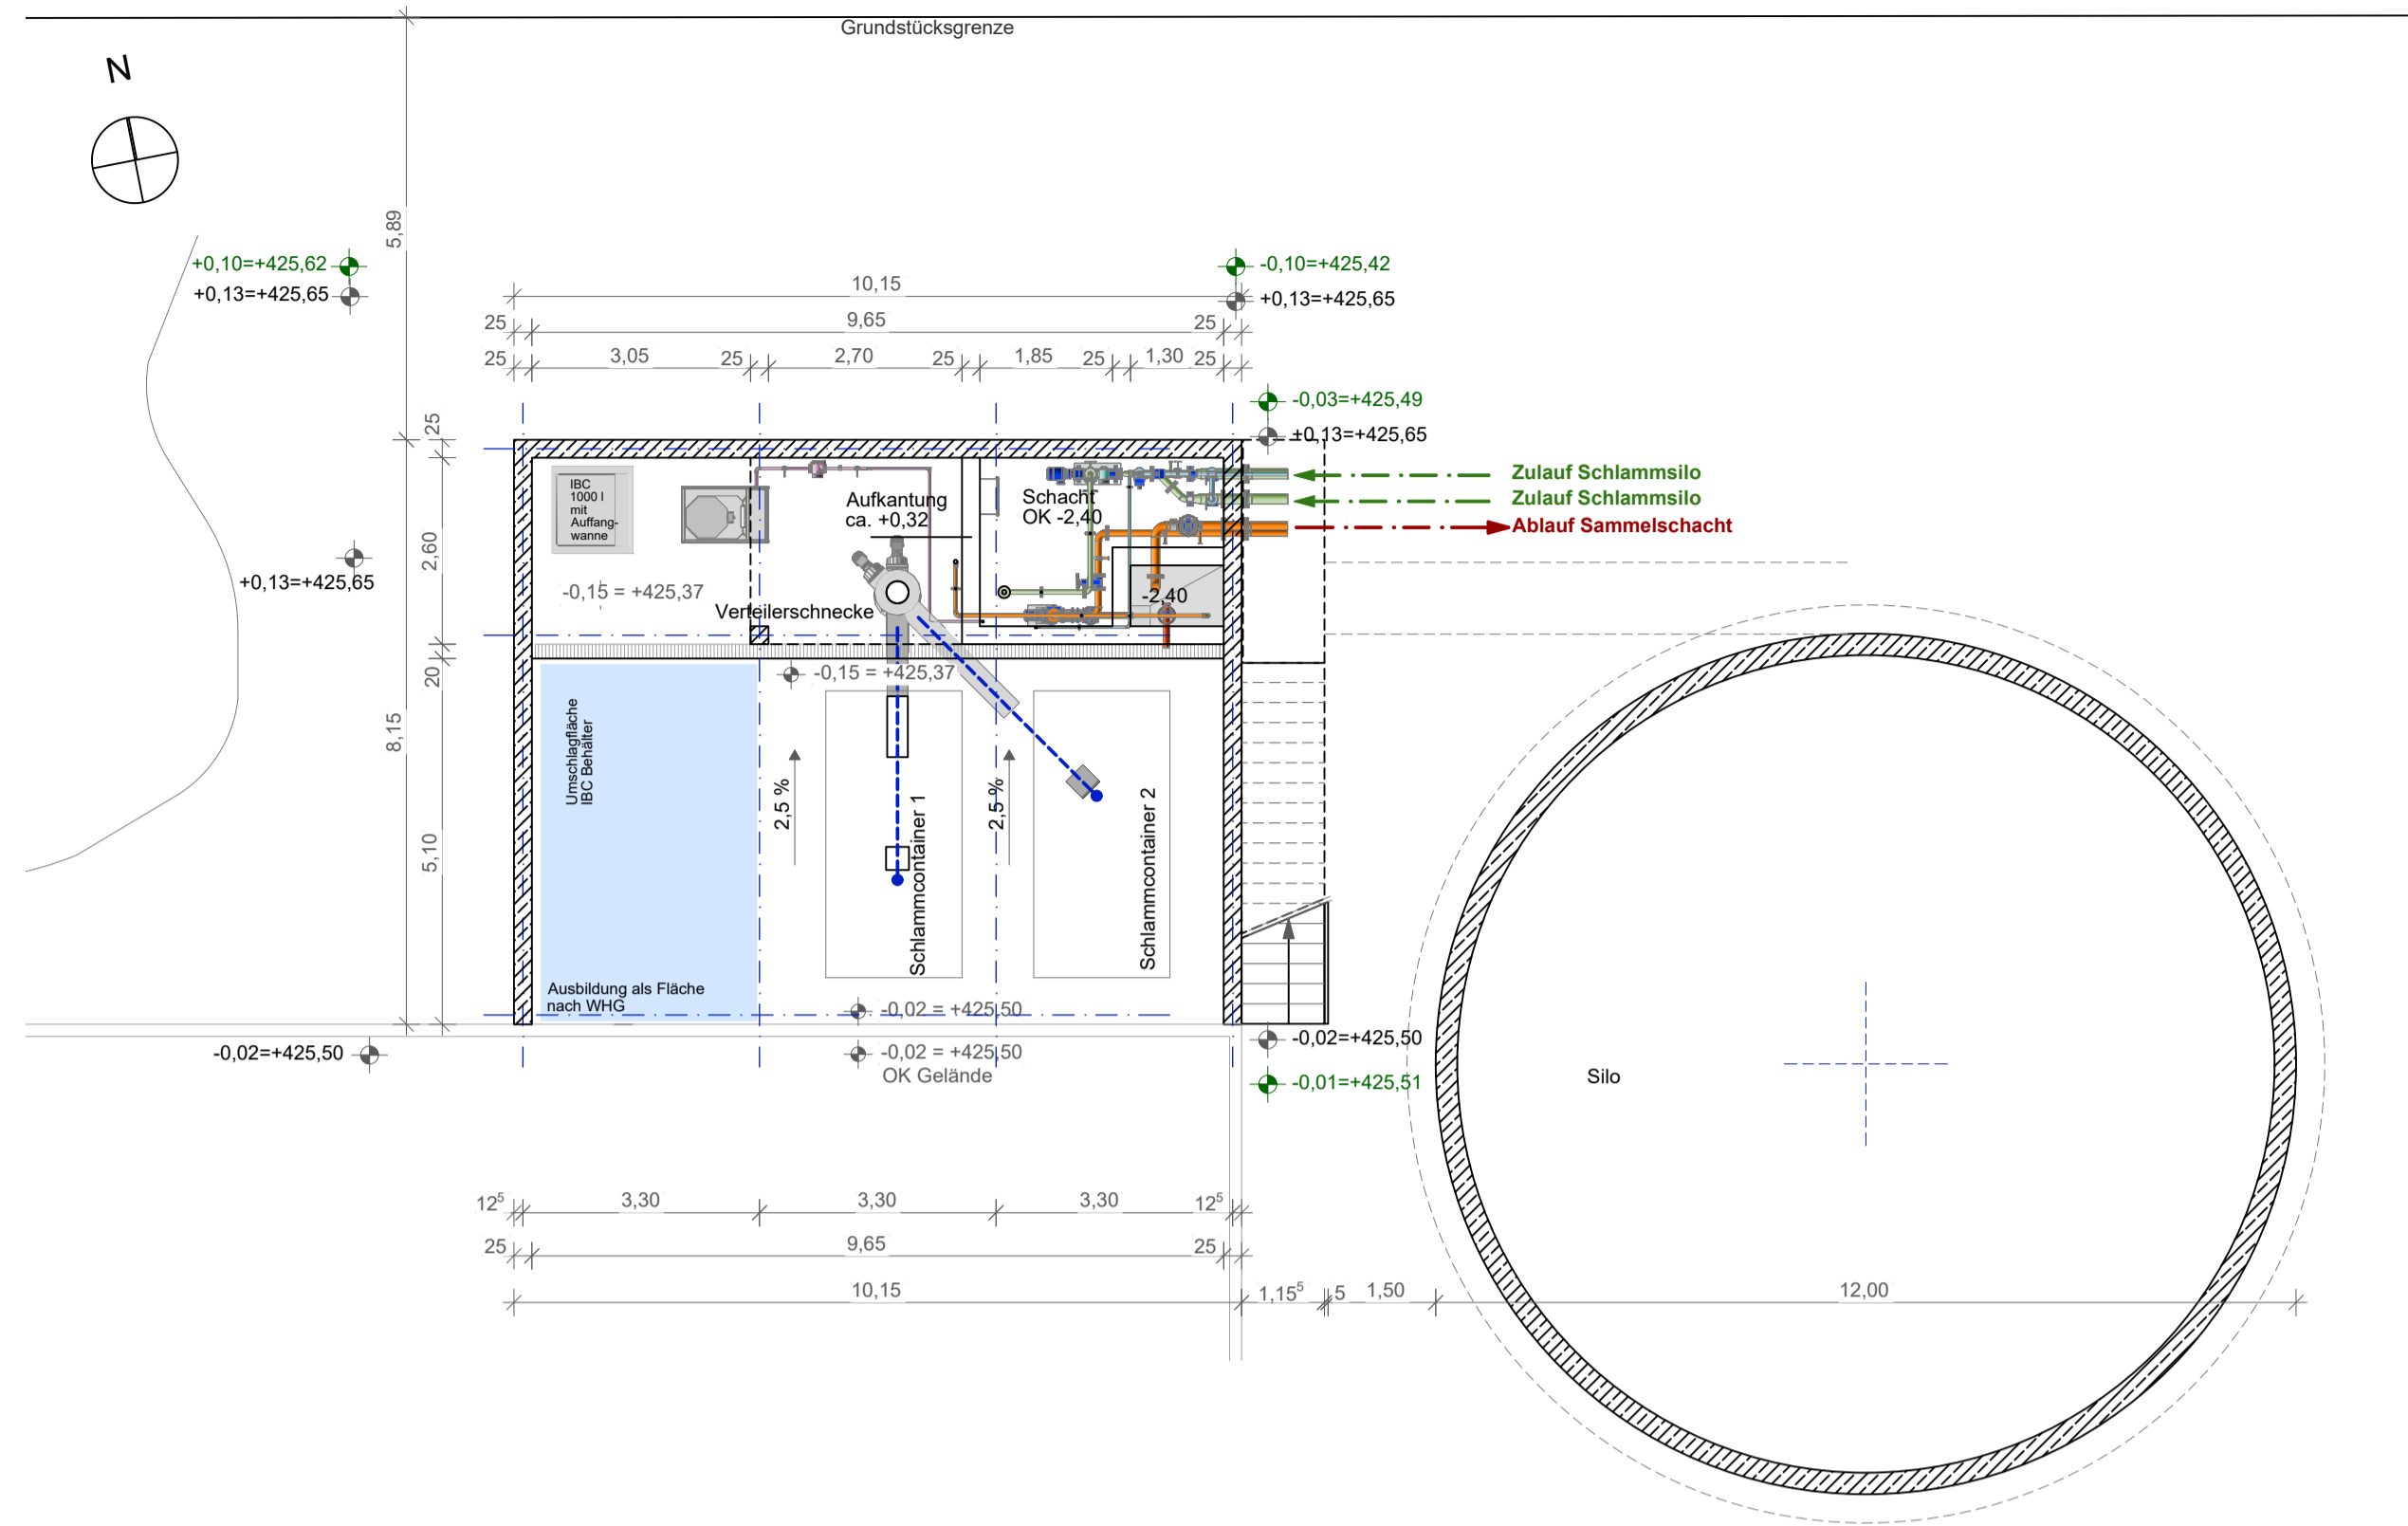 Grundstücksgrenze
N
5,89
+0,10=+425,62
+0,13=+425,65
-0,10=+425,42
+0,13=+425,65
10,15
25
9,65
25
25
3,05
25
2,70
25
1,85
25
1,30
25
-0,03=+425,49
+0,13=+425,65
25
Zulauf Schlammsilo
Zulauf Schlammsilo
Ablauf Sammelschacht
IBC
1000 l
mit
Auffang-
wanne
Aufkantung
ca. +0,32
Schacht
OK -2,40
2,60
+0,13=+425,65
-0,15 = +425,37
Verteilerschnecke
-2,40
20
-0,15 = +425,37
8,15
5,10
Umschlagfläche
IBC Behälter
2,5 %
2,5 %
Schlammcontainer 1
Schlammcontainer 2
Ausbildung als Fläche
nach WHG
-0,02 = +425,50
-0,02=+425,50
-0,02 = +425,50
OK Gelände
-0,02=+425,50
-0,01=+425,51
Silo
12⁵
3,30
3,30
3,30
12⁵
25
9,65
25
10,15
1,15⁵
5
1,50
12,00